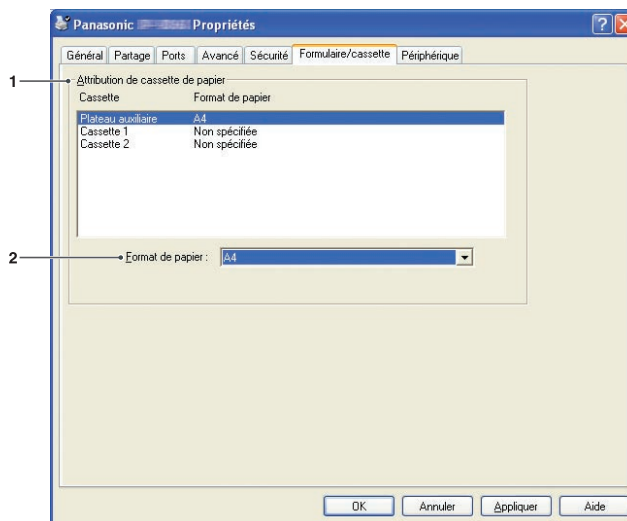 Panasonic Propriétés
Général Partage Ports Avancé Sécurité Formulaire/cassette Périphérique
1
Attribution de cassette de papier
Cassette Format de papier
Plateau auxiliaire A4
Cassette 1 Non spécifiée
Cassette 2 Non spécifiée
2
Format de papier : A4
OK Annuler Appliquer Aide